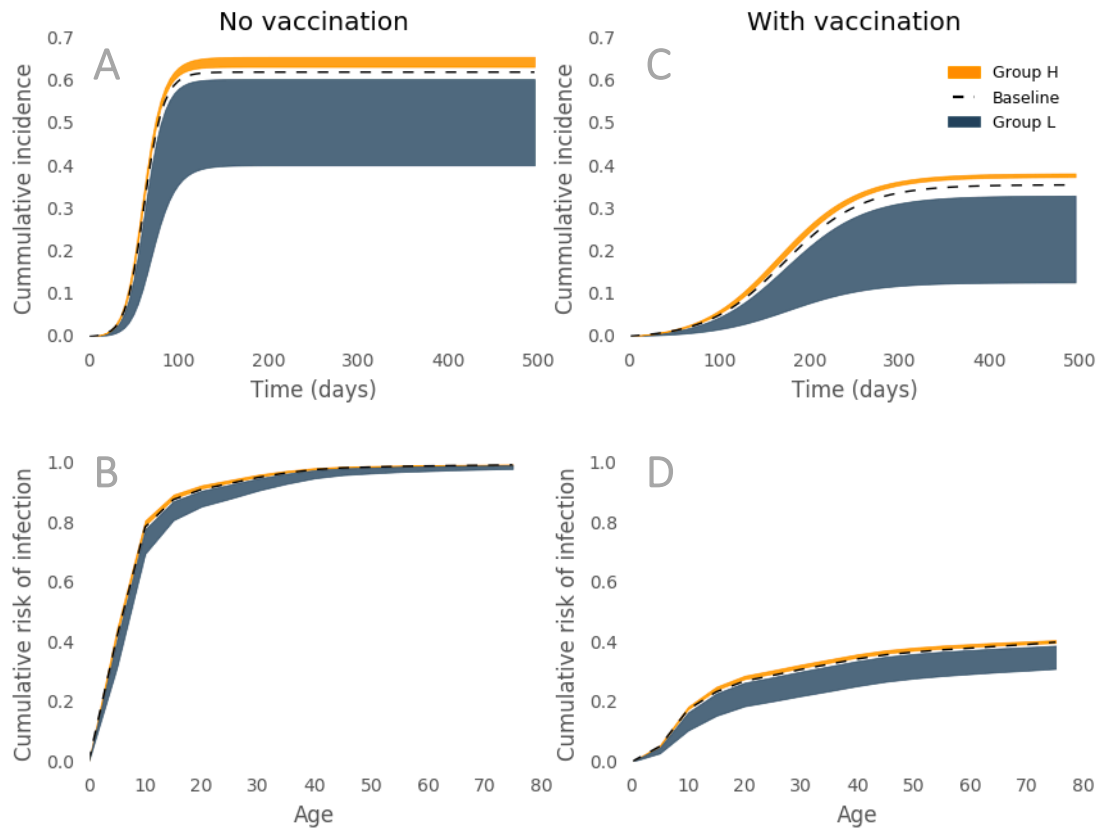 No vaccination
With vaccination
A
0.7
0.6
0.5
0.4
0.3
0.2
0.1
0.0
Cummulative incidence
0 100 200 300 400 500
Time (days)
C
0.7
0.6
0.5
0.4
0.3
0.2
0.1
0.0
Cummulative incidence
Group H
Baseline
Group L
0 100 200 300 400 500
Time (days)
B
1.0
0.8
0.6
0.4
0.2
0.0
Cumulative risk of infection
0 10 20 30 40 50 60 70 80
Age
D
1.0
0.8
0.6
0.4
0.2
0.0
Cumulative risk of infection
0 10 20 30 40 50 60 70 80
Age